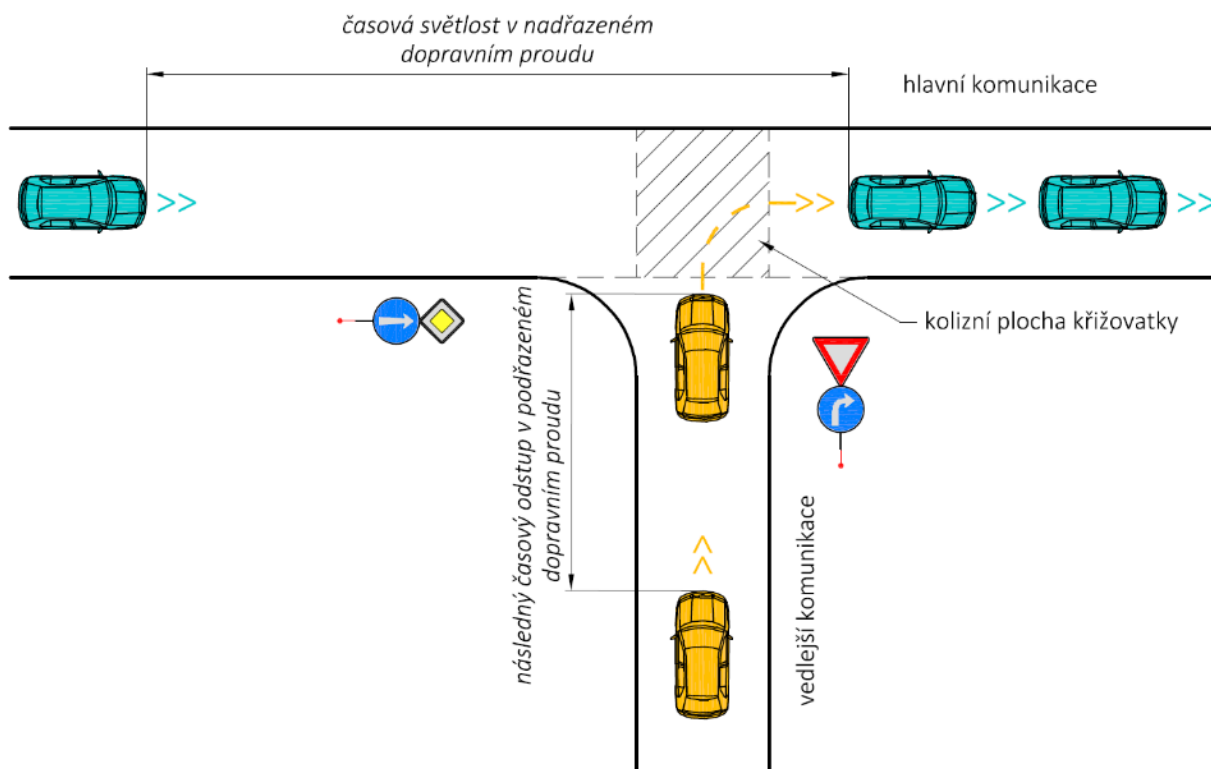 časová světlost v nadřazeném
dopravním proudu
hlavní komunikace
kolizní plocha křižovatky
následný časový odstup v podřazeném
dopravním proudu
vedlejší komunikace